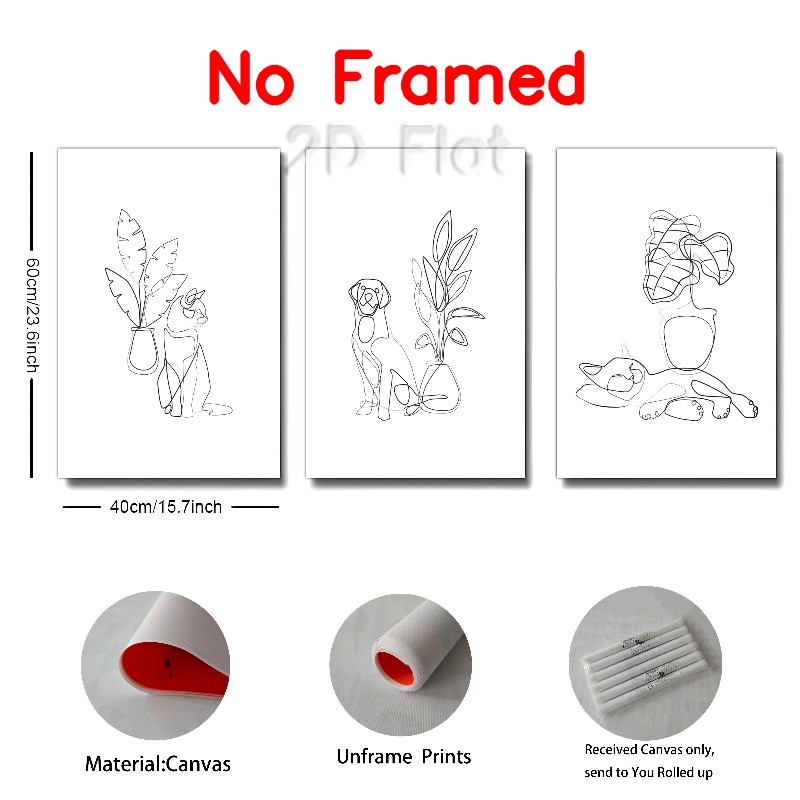 No Framed
2D Flat
60cm/23.6inch
40cm/15.7inch
Material:Canvas
Unframe Prints
Received Canvas only,
send to You Rolled up